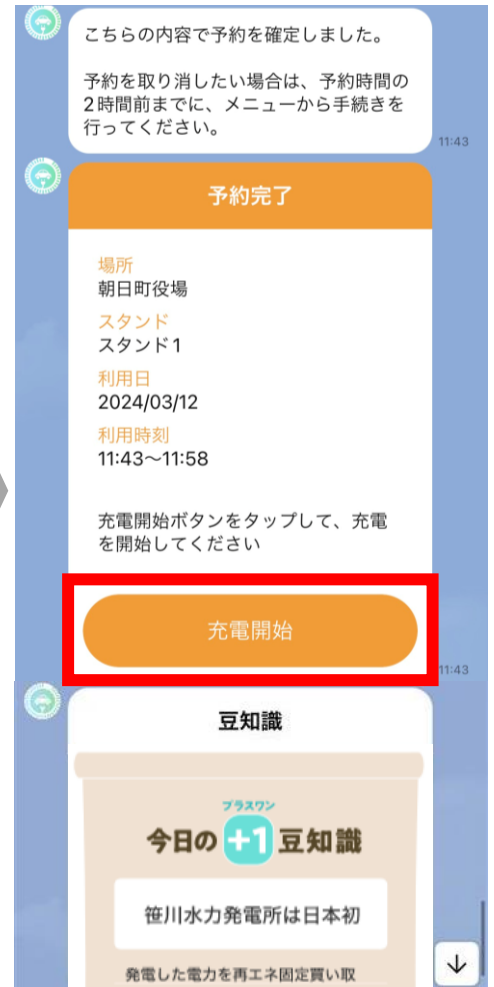 こちらの内容で予約を確定しました。
予約を取り消したい場合は、予約時間の
2時間前までに、メニューから手続きを
行ってください。
11:43
予約完了
場所
朝日町役場
スタンド
スタンド1
利用日
2024/03/12
利用時刻
11:43〜11:58
充電開始ボタンをタップして、充電
を開始してください
充電開始
11:43
豆知識
プラスワン
今日の+1豆知識
笹川水力発電所は日本初
発電した電力を再エネ固定買い取